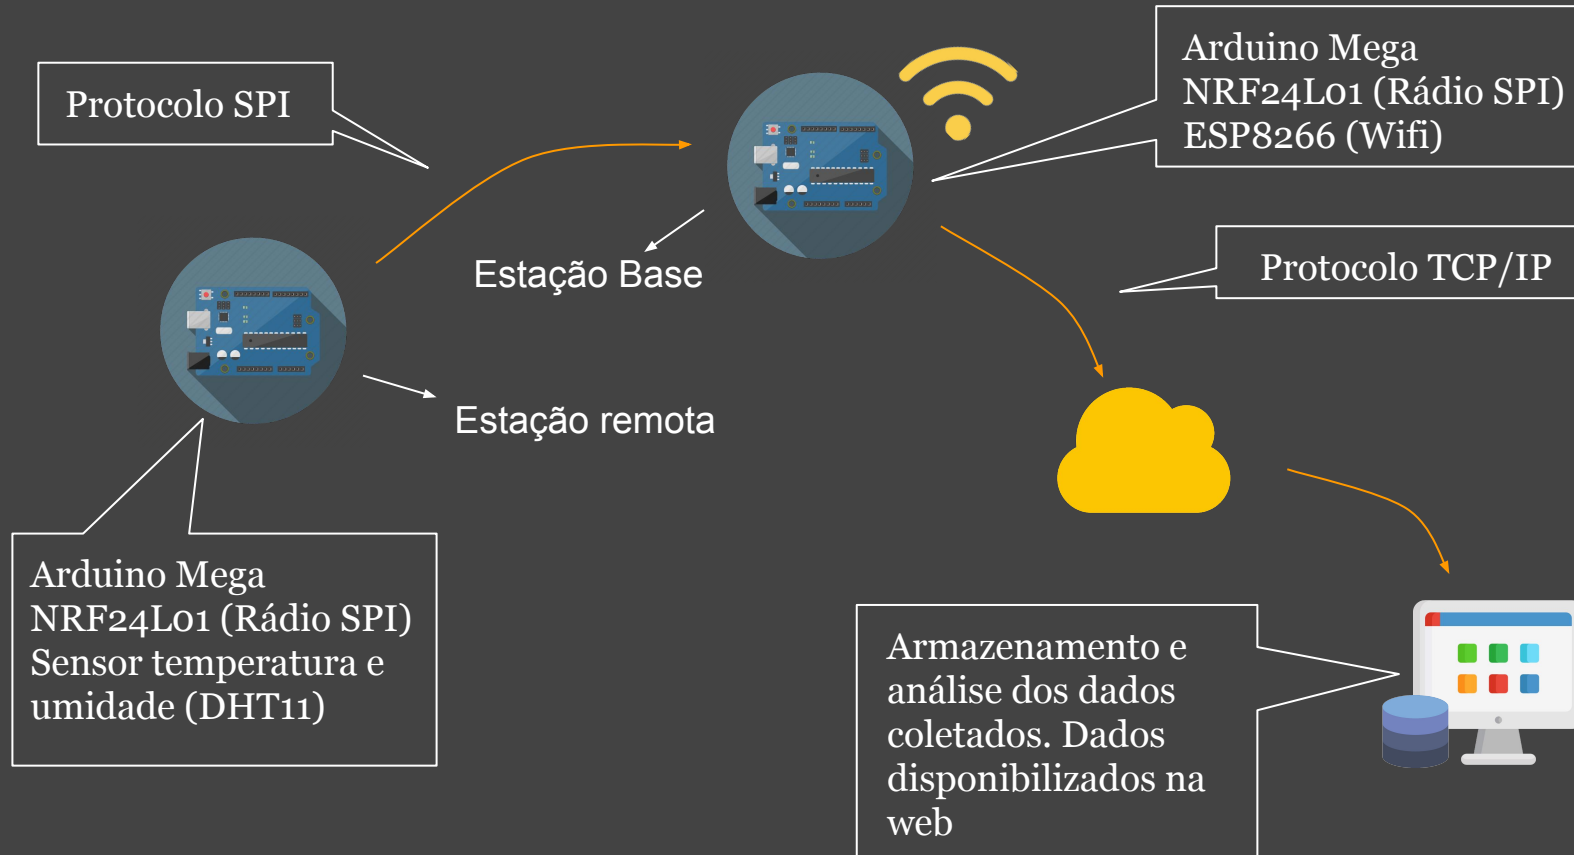 Protocolo SPI
Arduino Mega
NRF24L01 (Rádio SPI)
ESP8266 (Wifi)
Estação Base
Protocolo TCP/IP
Estação remota
Arduino Mega
NRF24L01 (Rádio SPI)
Sensor temperatura e
umidade (DHT11)
Armazenamento e
análise dos dados
coletados. Dados
disponibilizados na
web